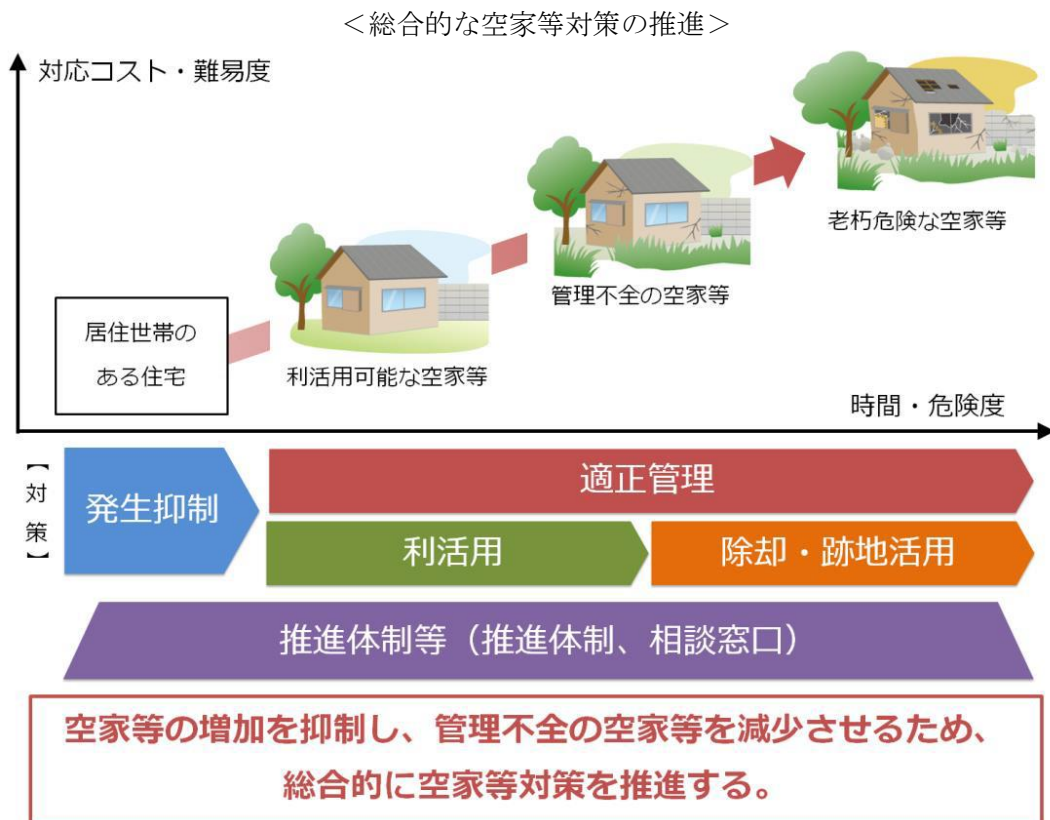 ＜総合的な空家等対策の推進＞
対応コスト・難易度
老朽危険な空家等
管理不全の空家等
利活用可能な空家等
居住世帯の
ある住宅
時間・危険度
【対策】
発生抑制
適正管理
利活用
除却・跡地活用
推進体制等（推進体制、相談窓口）
空家等の増加を抑制し、管理不全の空家等を減少させるため、
総合的に空家等対策を推進する。